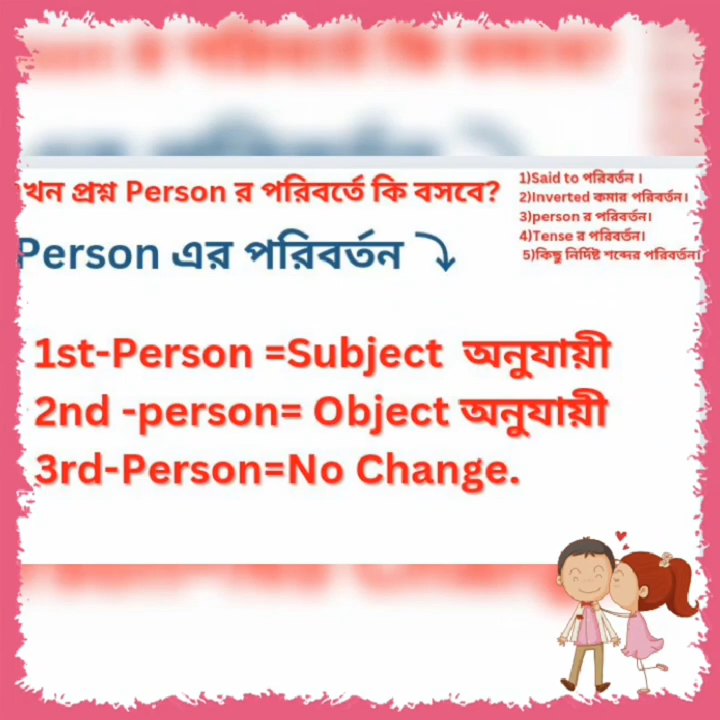 খন প্রশ্ন Person র পরিবর্তে কি বসবে?
1)Said to পরিবর্তন ।
2)Inverted কমার পরিবর্তন।
3)person র পরিবর্তন।
4)Tense র পরিবর্তন।
5)কিছু নির্দিষ্ট শব্দের পরিবর্তন।
Person এর পরিবর্তন
1st-Person =Subject অনুযায়ী
2nd -person= Object অনুযায়ী
3rd-Person=No Change.